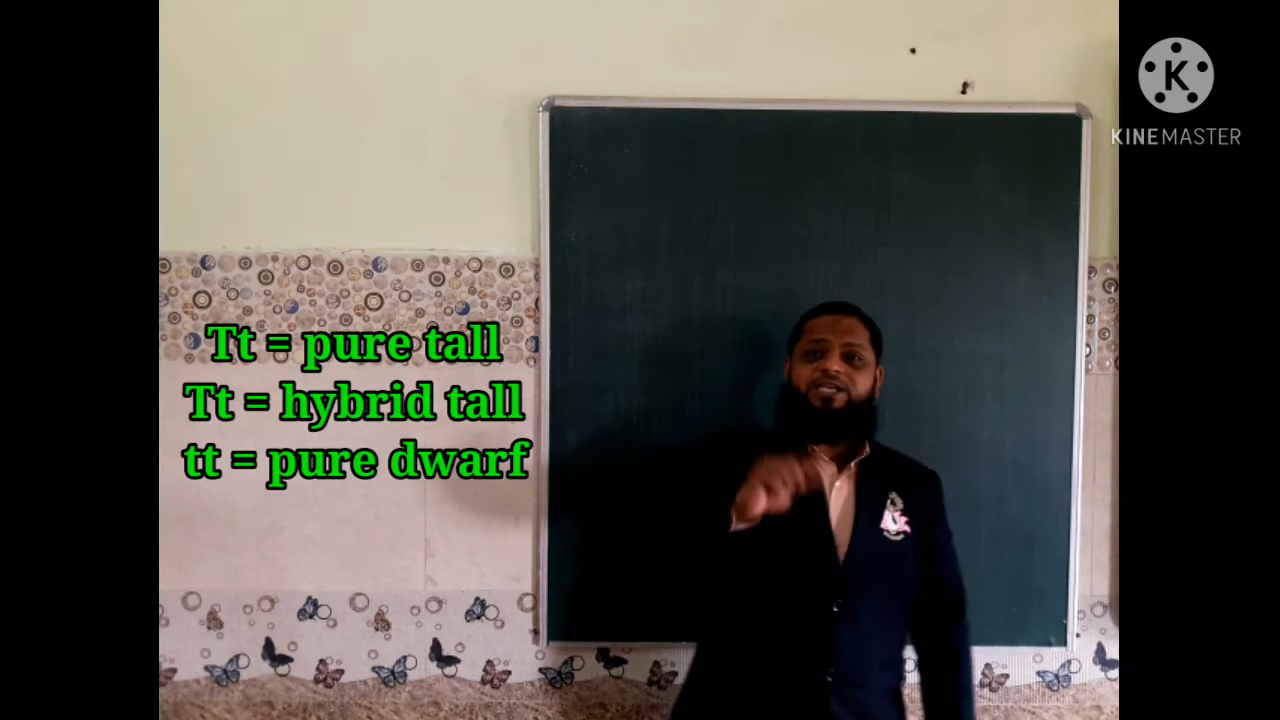 Tt = pure tall
Tt = hybrid tall
tt = pure dwarf
K
KINEMASTER